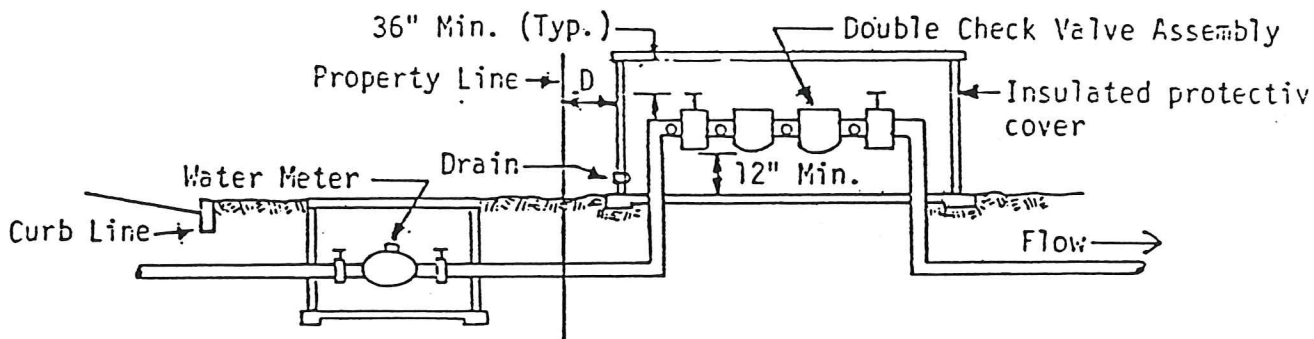 36" Min. (Typ.)
Double Check Valve Assembly
Property Line
D
Insulated protectiv
cover
Drain
12" Min.
Water Meter
Curb Line
Flow